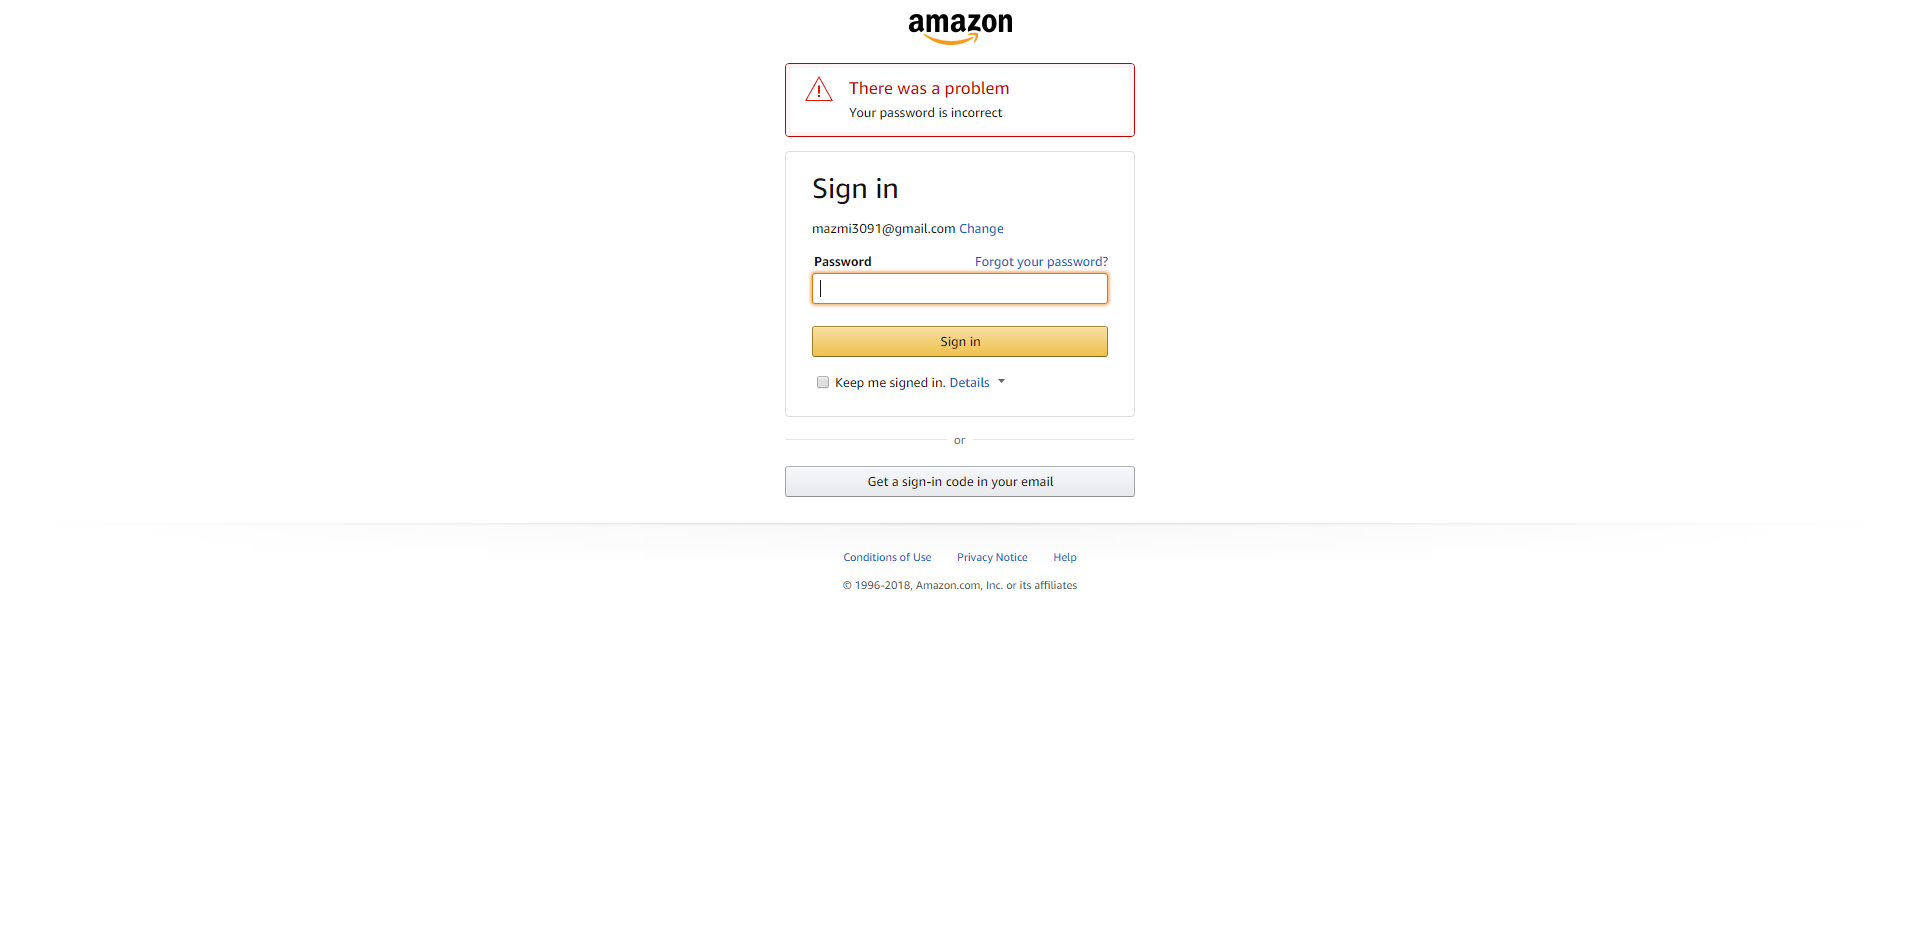 amazon
There was a problem
Your password is incorrect
Sign in
mazmi3091@gmail.com Change
Password Forgot your password?
Sign in
Keep me signed in. Details
or
Get a sign-in code in your email
Conditions of Use Privacy Notice Help
© 1996-2018, Amazon.com, Inc. or its affiliates